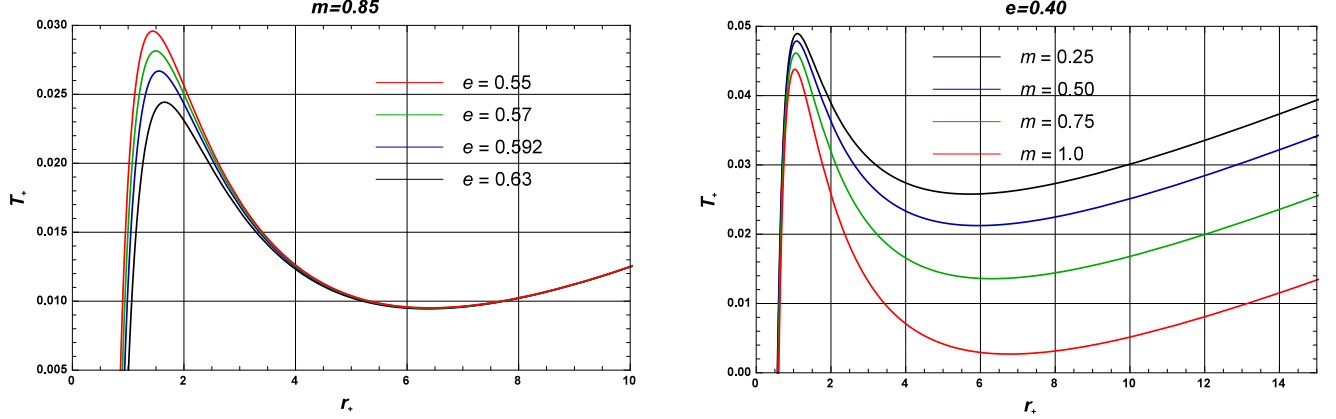 m=0.85
0.030
0.025
0.020
0.015
0.010
0.005
T+
e = 0.55
e = 0.57
e = 0.592
e = 0.63
0 2 4 6 8 10
r+
e=0.40
0.05
0.04
0.03
0.02
0.01
0.00
T+
m = 0.25
m = 0.50
m = 0.75
m = 1.0
0 2 4 6 8 10 12 14
r+